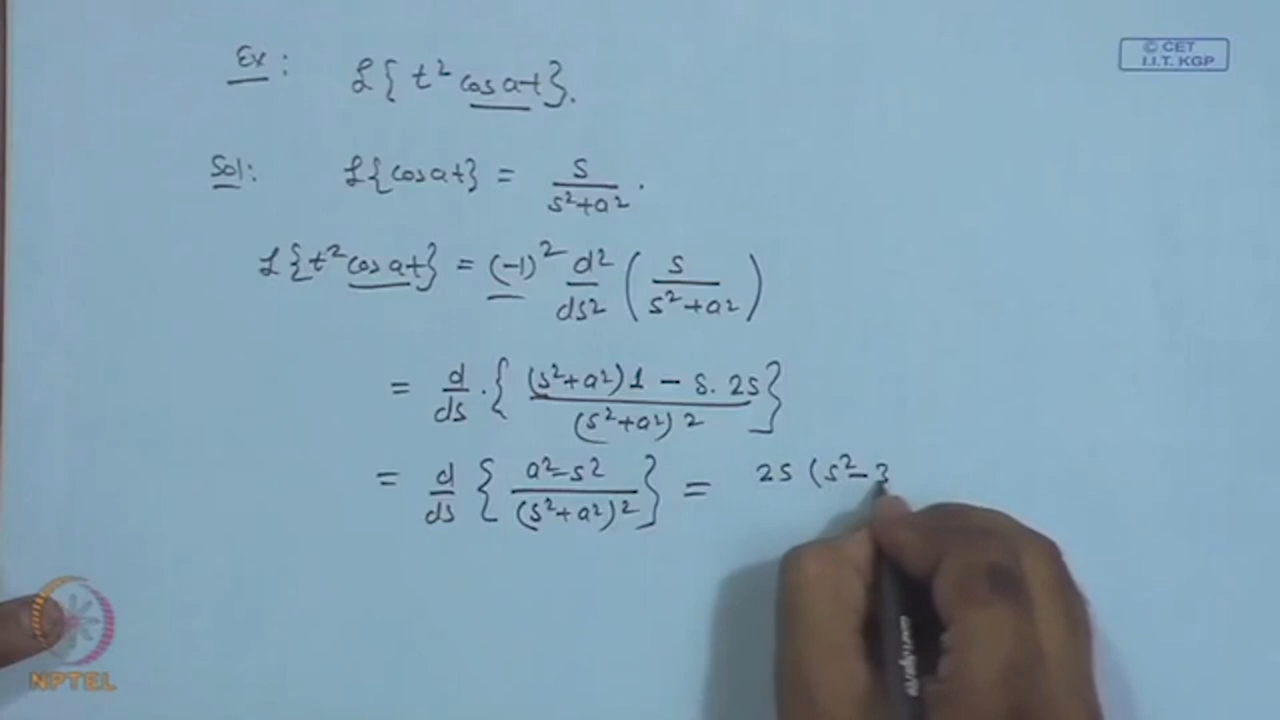 Ex: ℒ{t² cos at}.
© CET
I.I.T. KGP
Sol: ℒ{cos at} = s/(s²+a²).
ℒ{t² cos at} = (-1)² d²/ds² (s/(s²+a²))
= d/ds · {((s²+a²)1 - s. 2s)/(s²+a²)²}
= d/ds {(a²-s²)/(s²+a²)²} = 2s (s²-3
NPTEL